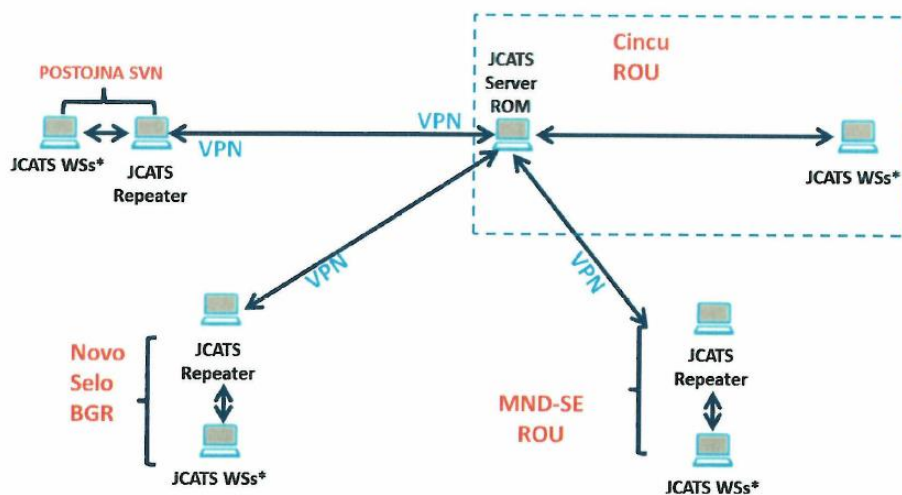 POSTOJNA SVN
JCATS WSs*
JCATS
Repeater
VPN
VPN
JCATS
Server
ROM
Cincu
ROU
JCATS WSs*
VPN
VPN
Novo
Selo
BGR
JCATS
Repeater
JCATS WSs*
MND-SE
ROU
JCATS
Repeater
JCATS WSs*